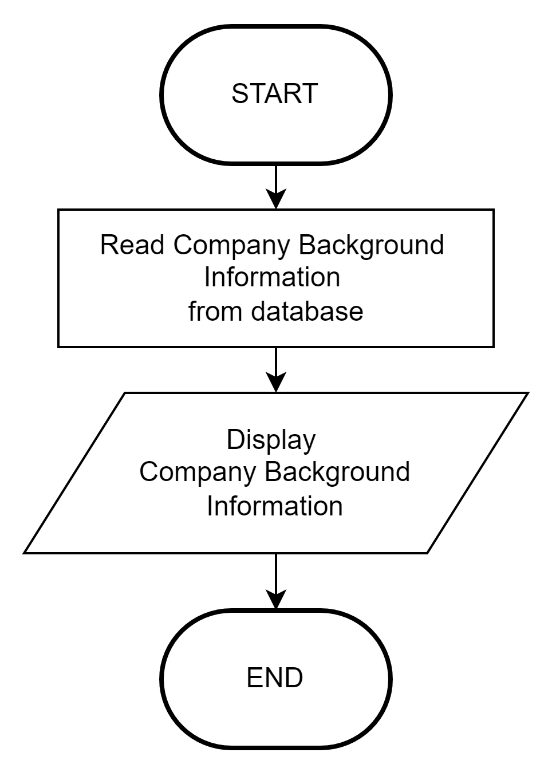 START
Read Company Background
Information
from database
Display
Company Background
Information
END